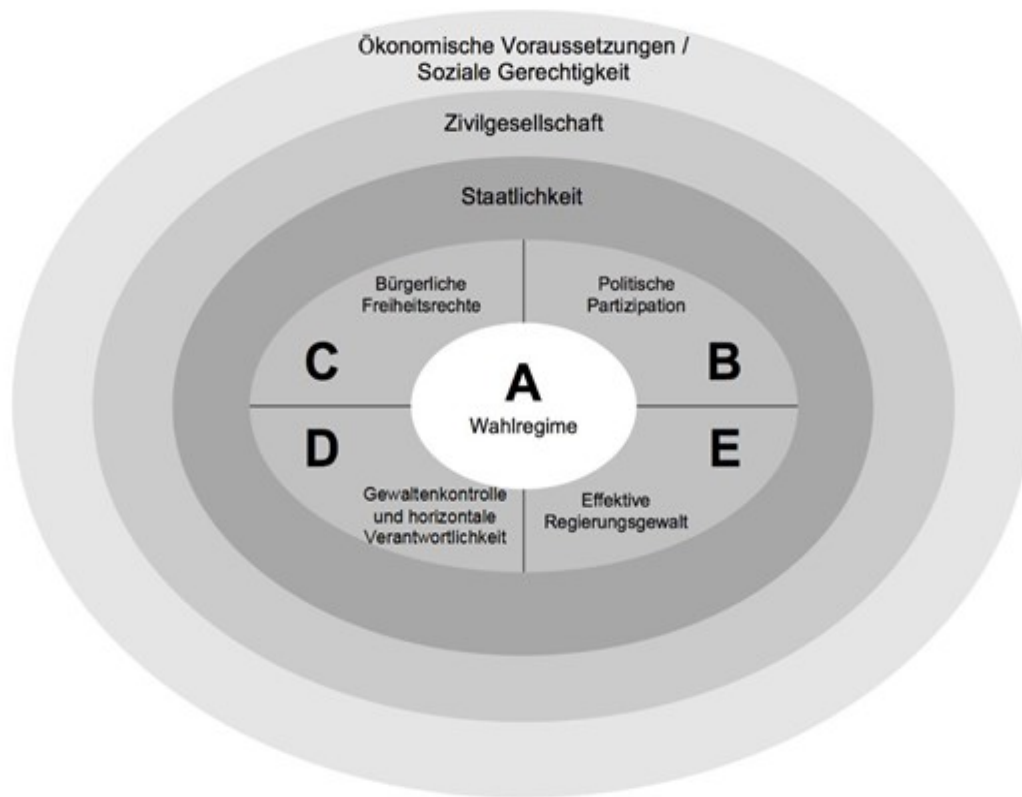 Ökonomische Voraussetzungen /
Soziale Gerechtigkeit
Zivilgesellschaft
Staatlichkeit
Bürgerliche
Freiheitsrechte
C
Politische
Partizipation
B
A
Wahlregime
D
Gewaltenkontrolle
und horizontale
Verantwortlichkeit
E
Effektive
Regierungsgewalt